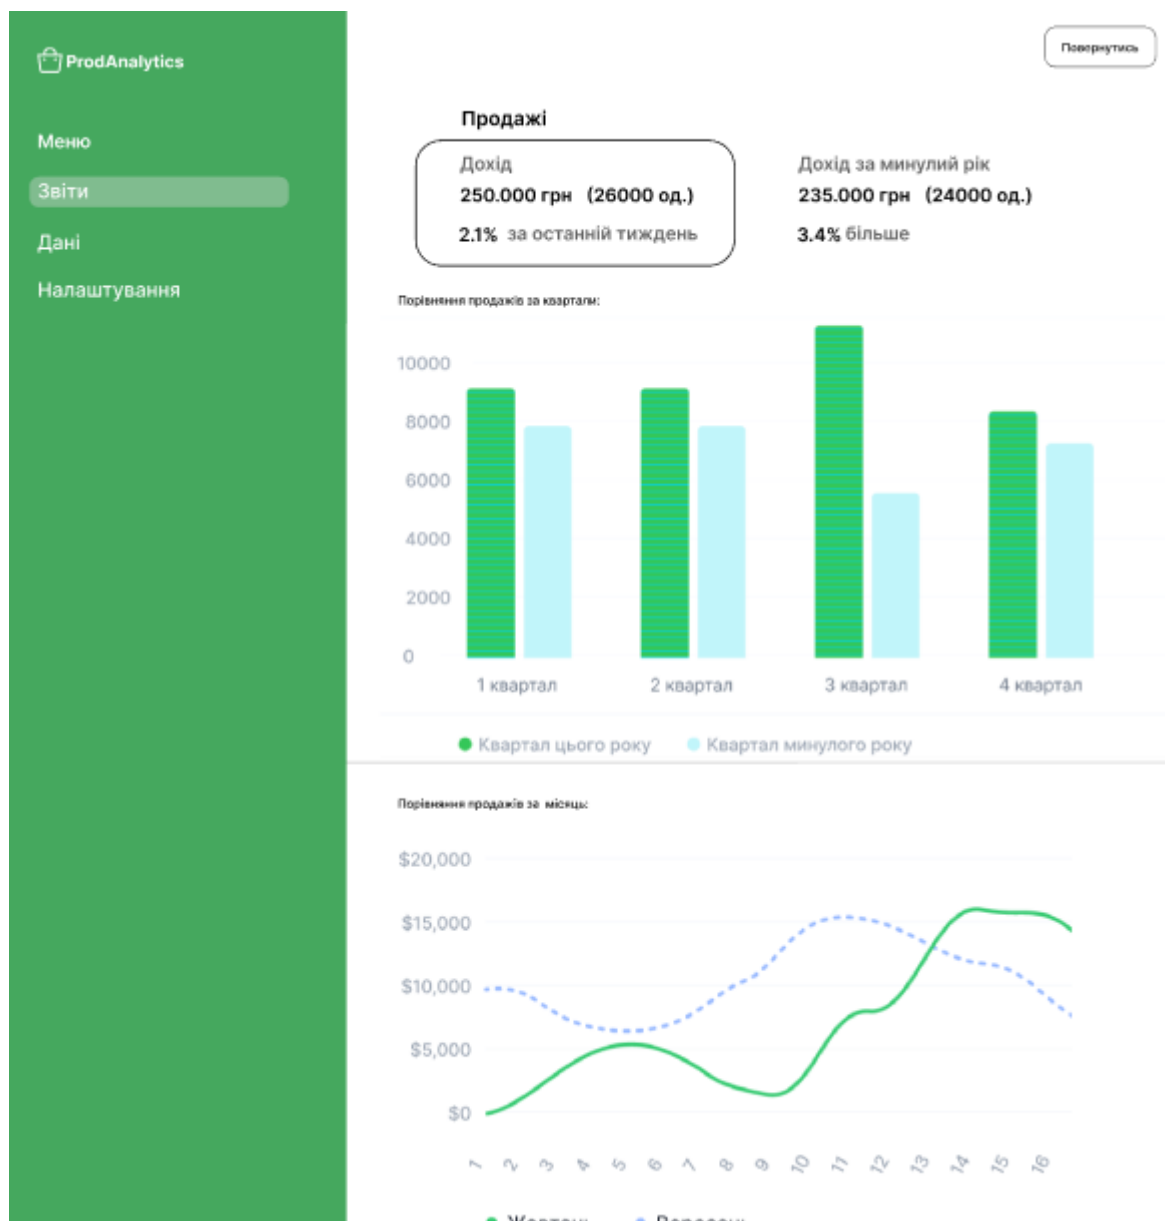 ProdAnalytics
Повернутись
Меню
Звіти
Дані
Налаштування
Продажі
Дохід
250.000 грн (26000 од.)
2.1% за останній тиждень
Дохід за минулий рік
235.000 грн (24000 од.)
3.4% більше
Порівняння продажів за квартали:
10000
8000
6000
4000
2000
0
1 квартал 2 квартал 3 квартал 4 квартал
Квартал цього року Квартал минулого року
Порівняння продажів за місяць:
$20,000
$15,000
$10,000
$5,000
$0
1 2 3 4 5 6 7 8 9 10 11 12 13 14 15 16
Жовтень Вересень